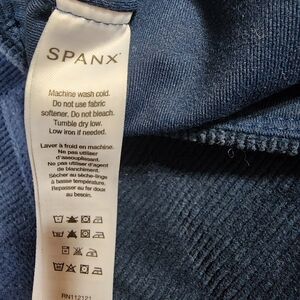 SPANX
Machine wash cold.
Do not use fabric
softener. Do not bleach.
Tumble dry low.
Low iron if needed.
Laver à froid en machine.
Ne pas utiliser
d'assouplissant.
Ne pas utiliser d'agent
de blanchiment.
Sécher au sèche-linge
à basse température.
Repasser au fer doux
au besoin.
RN112121